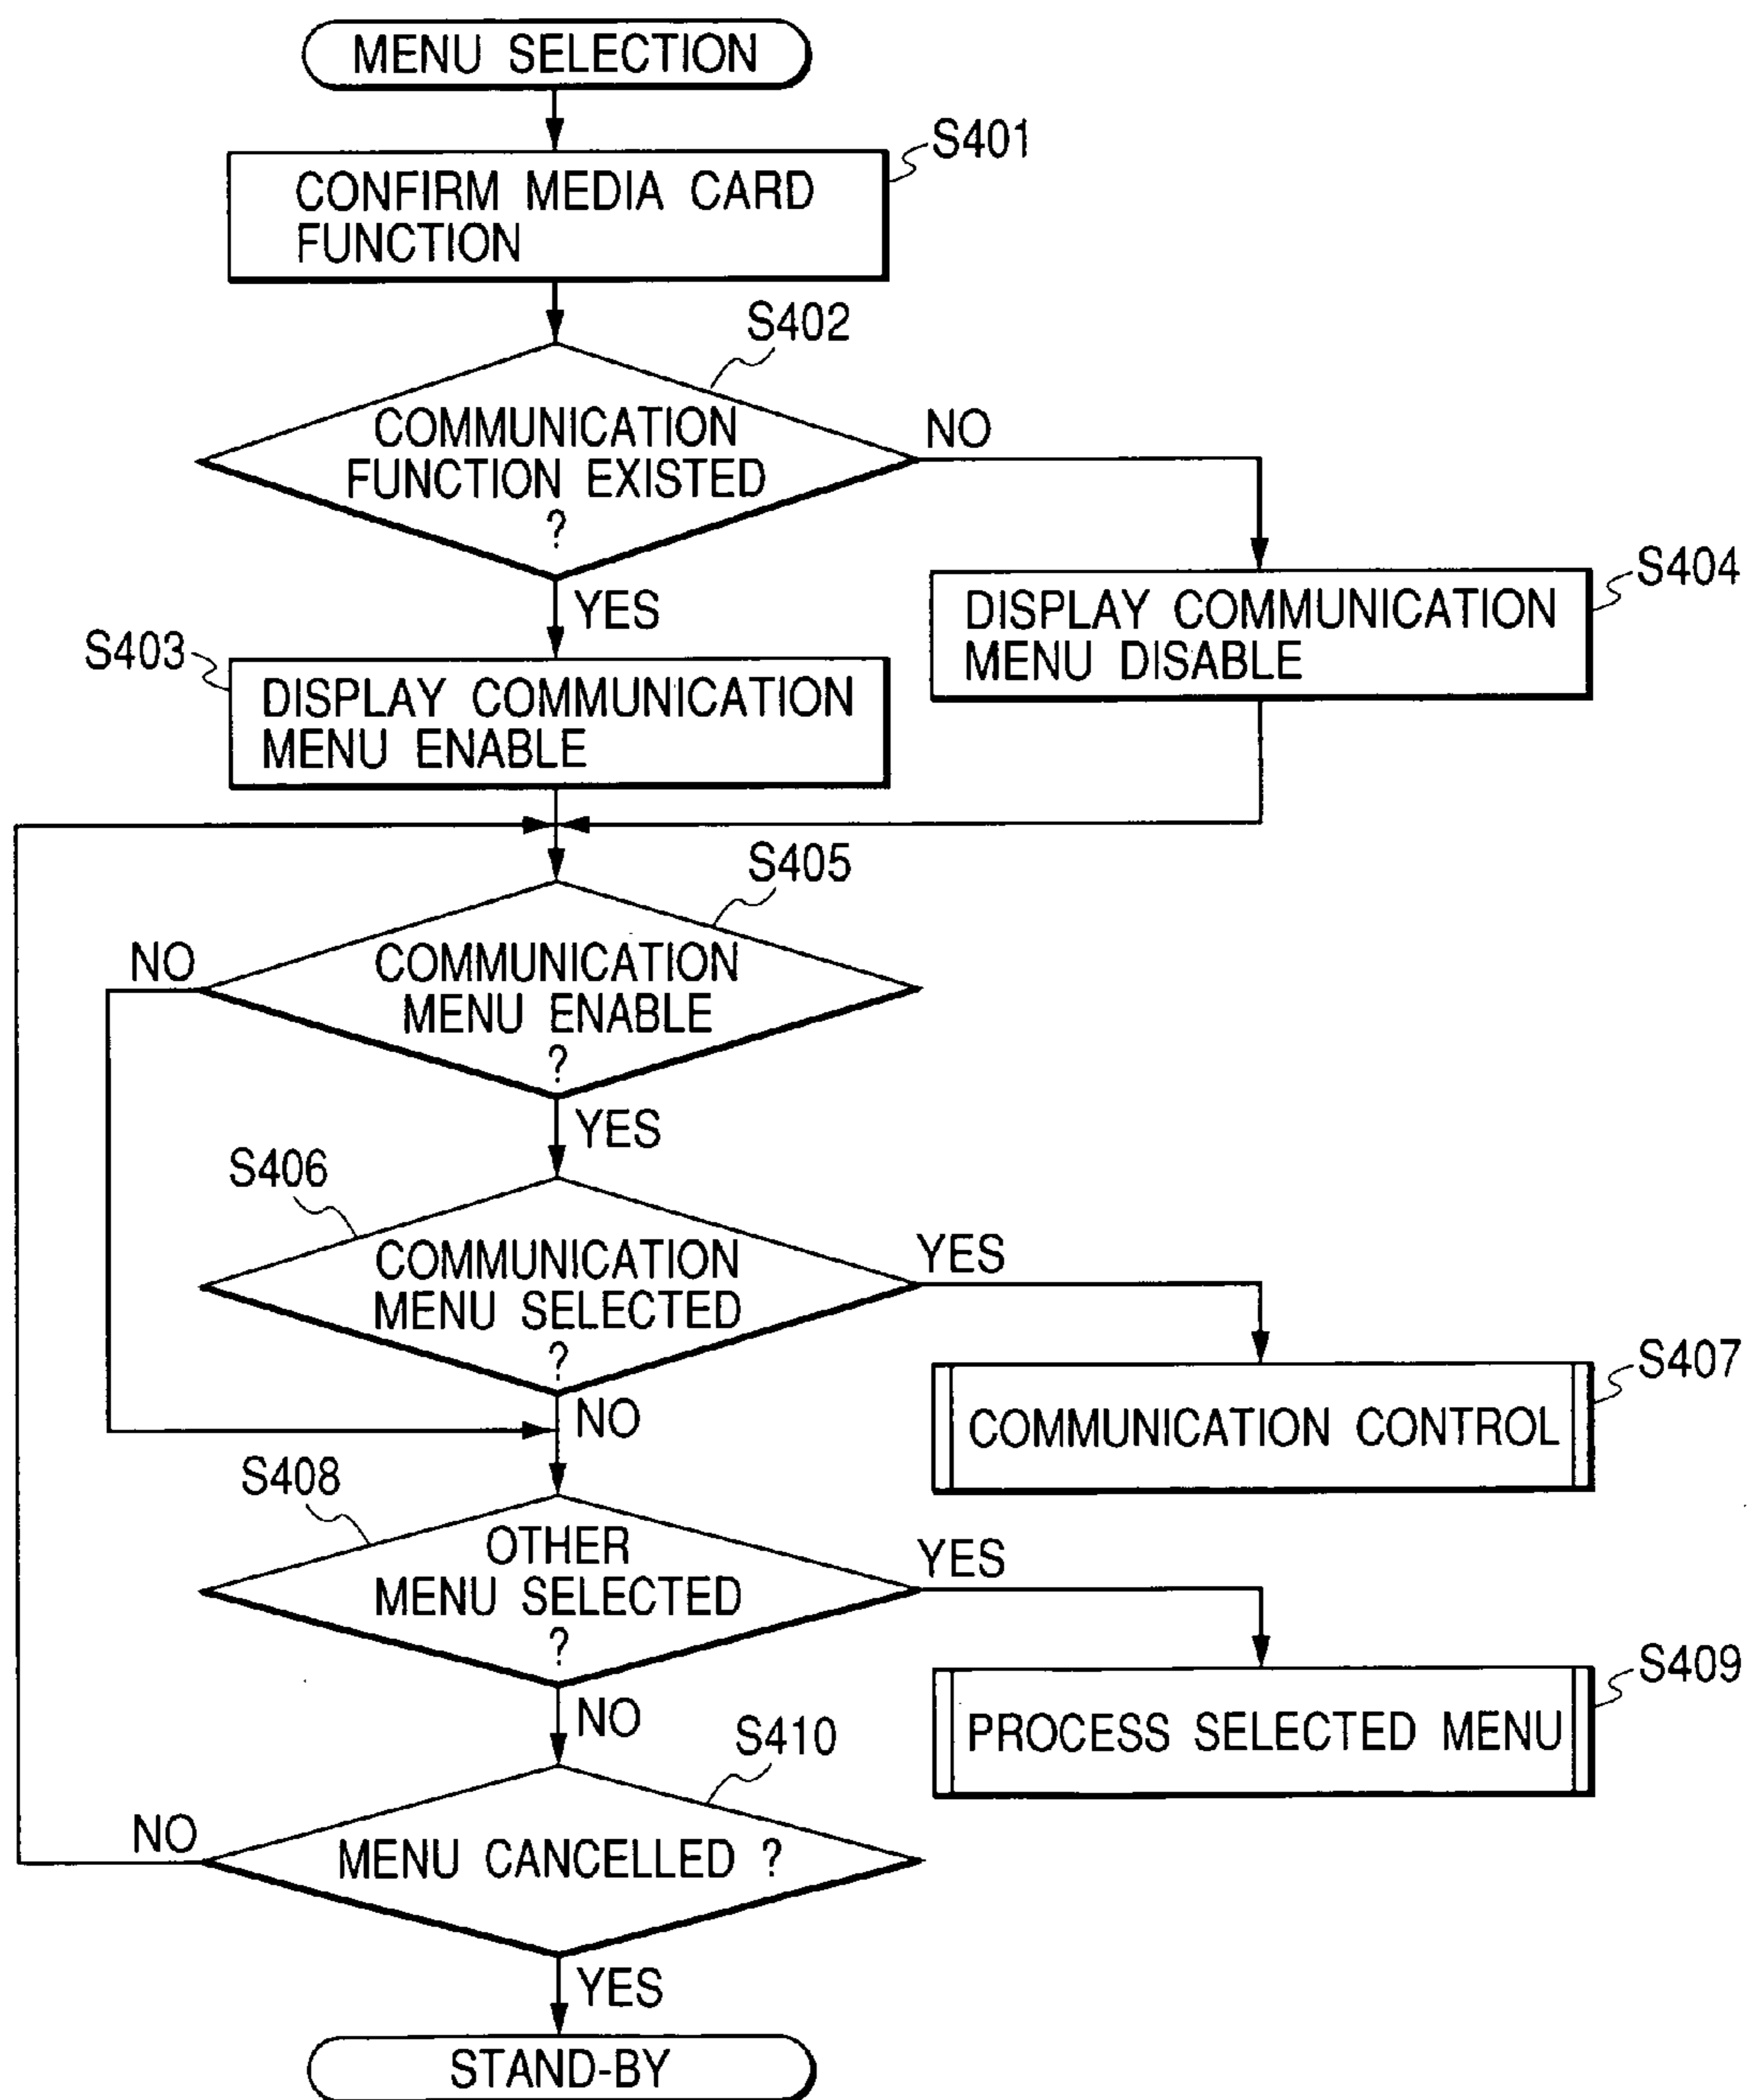 MENU SELECTION
S401
CONFIRM MEDIA CARD
FUNCTION
S402
COMMUNICATION
FUNCTION EXISTED
?
NO
YES
S404
DISPLAY COMMUNICATION
MENU DISABLE
S403
DISPLAY COMMUNICATION
MENU ENABLE
S405
NO
COMMUNICATION
MENU ENABLE
?
YES
S406
COMMUNICATION
MENU SELECTED
?
YES
NO
S407
COMMUNICATION CONTROL
S408
OTHER
MENU SELECTED
?
YES
NO
S409
PROCESS SELECTED MENU
S410
NO
MENU CANCELLED ?
YES
STAND-BY